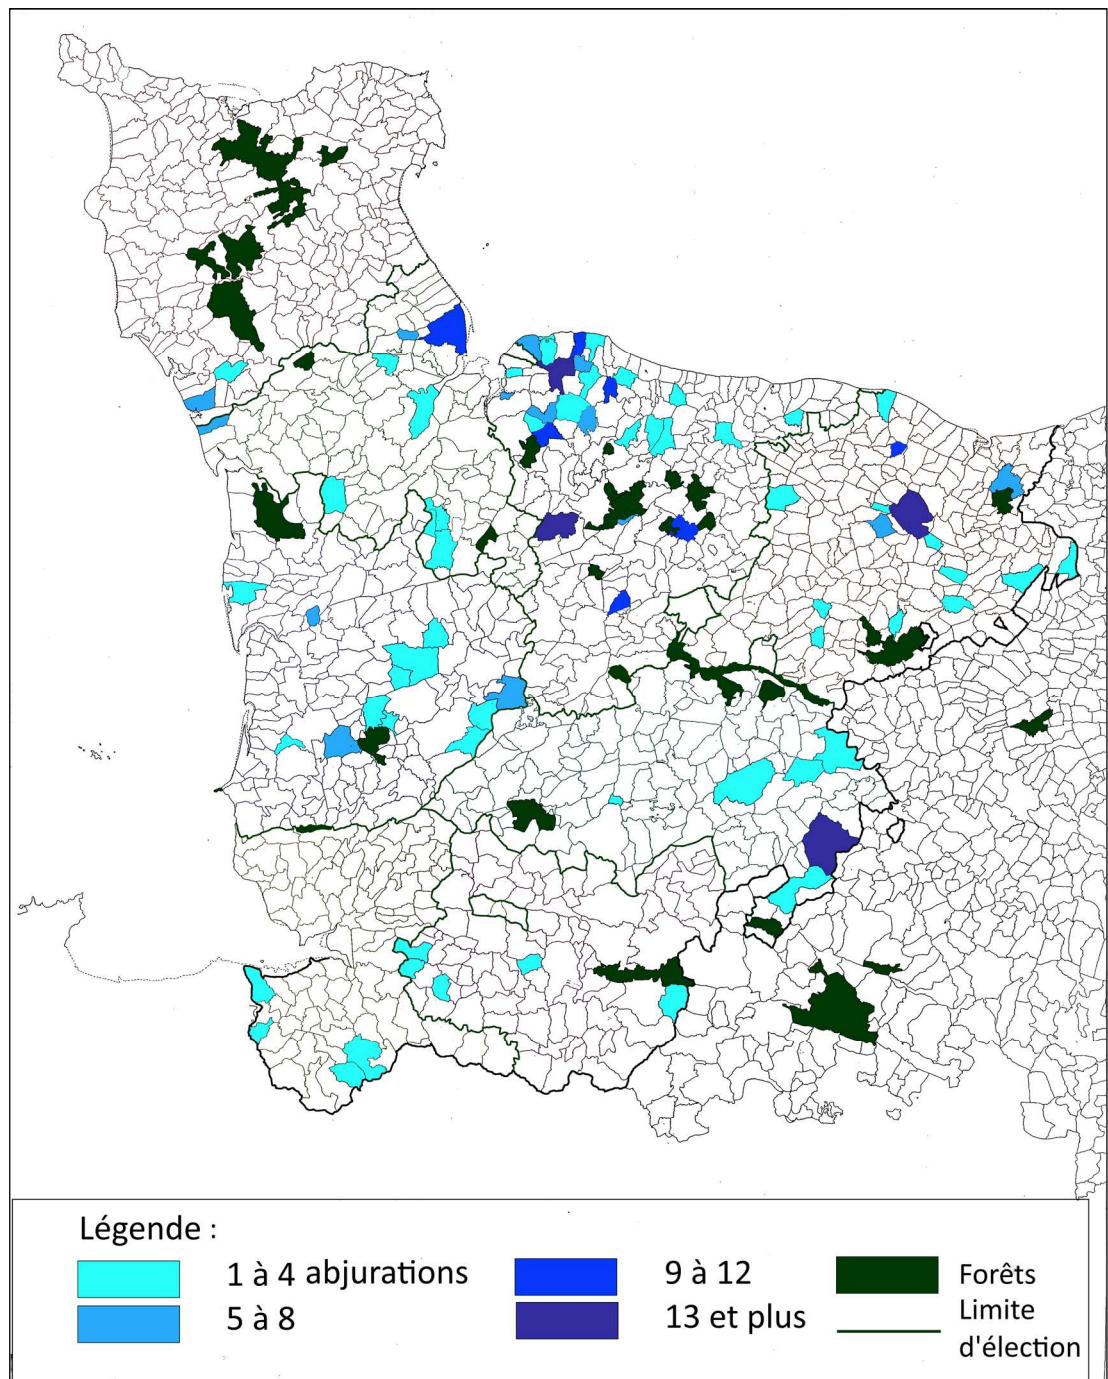 Légende :
1 à 4 abjurations
5 à 8
9 à 12
13 et plus
Forêts
Limite
d'élection